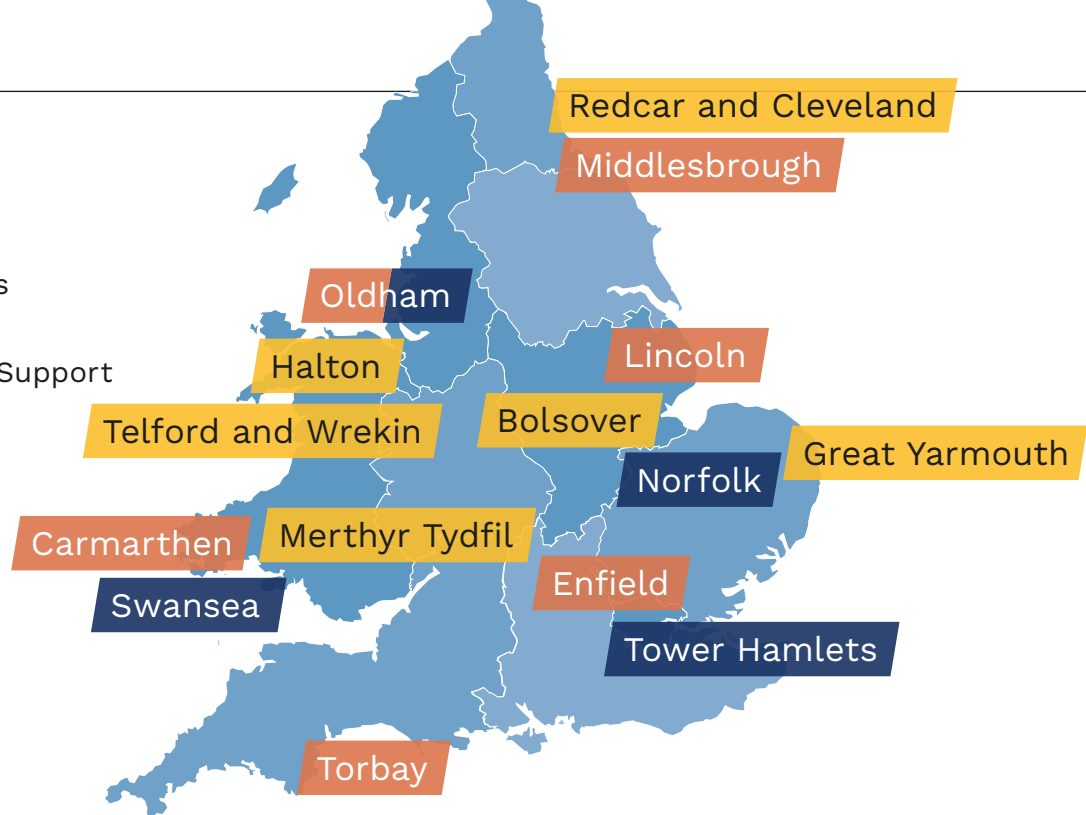 Redcar and Cleveland
Middlesbrough
s
Oldham
Lincoln
Halton
Support
Bolsover
Telford and Wrekin
Great Yarmouth
Norfolk
Merthyr Tydfil
Carmarthen
Enfield
Swansea
Tower Hamlets
Torbay